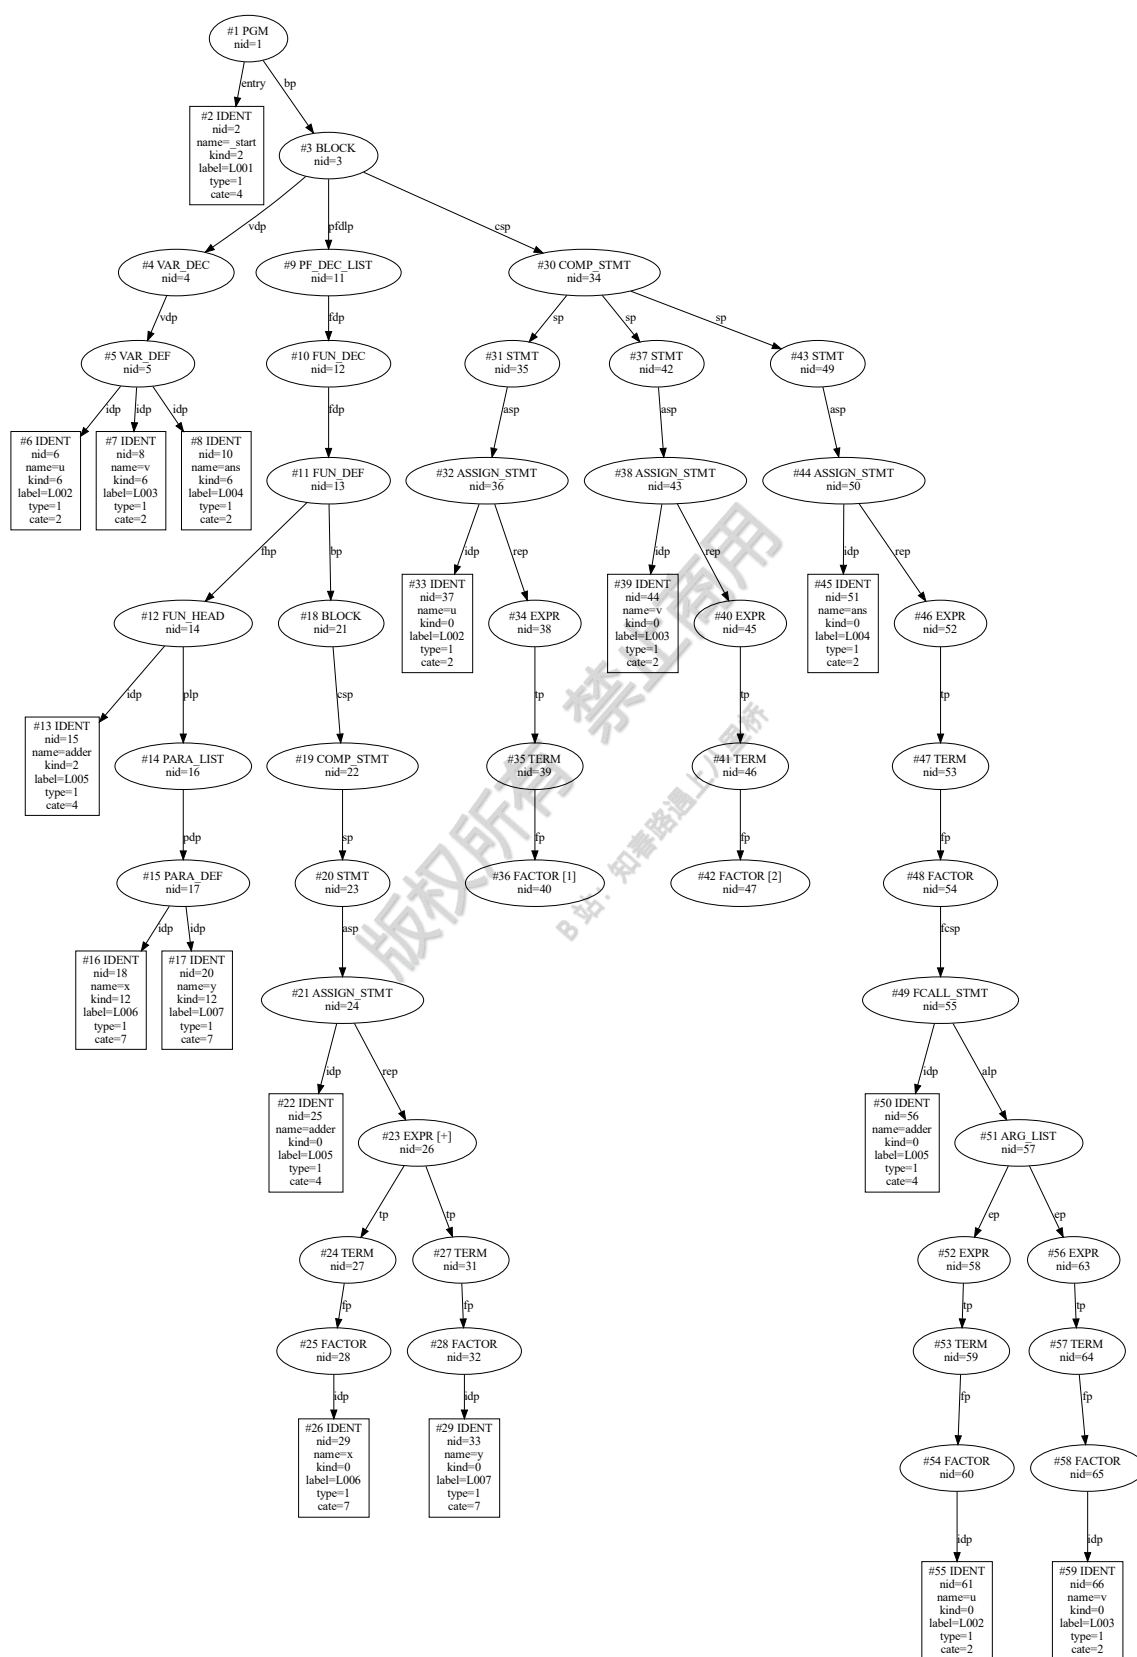 #1 PGM
nid=1
entry
bp
#2 IDENT
nid=2
name=_start
kind=2
label=L001
type=1
cate=4
#3 BLOCK
nid=3
vdp
pfdlp
csp
#4 VAR_DEC
nid=4
#9 PF_DEC_LIST
nid=11
#30 COMP_STMT
nid=34
vdp
fdp
sp
sp
sp
#5 VAR_DEF
nid=5
#10 FUN_DEC
nid=12
#31 STMT
nid=35
#37 STMT
nid=42
#43 STMT
nid=49
idp
idp
idp
fdp
asp
asp
asp
#6 IDENT
nid=6
name=u
kind=6
label=L002
type=1
cate=2
#7 IDENT
nid=8
name=v
kind=6
label=L003
type=1
cate=2
#8 IDENT
nid=10
name=ans
kind=6
label=L004
type=1
cate=2
#11 FUN_DEF
nid=13
#32 ASSIGN_STMT
nid=36
#38 ASSIGN_STMT
nid=43
#44 ASSIGN_STMT
nid=50
fhp
bp
idp
rep
idp
rep
idp
rep
#12 FUN_HEAD
nid=14
#18 BLOCK
nid=21
#33 IDENT
nid=37
name=u
kind=0
label=L002
type=1
cate=2
#34 EXPR
nid=38
#39 IDENT
nid=44
name=v
kind=0
label=L003
type=1
cate=2
#40 EXPR
nid=45
#45 IDENT
nid=51
name=ans
kind=0
label=L004
type=1
cate=2
#46 EXPR
nid=52
idp
plp
csp
tp
tp
tp
#13 IDENT
nid=15
name=adder
kind=2
label=L005
type=1
cate=4
#14 PARA_LIST
nid=16
#19 COMP_STMT
nid=22
#35 TERM
nid=39
#41 TERM
nid=46
#47 TERM
nid=53
pdp
sp
fp
fp
fp
#15 PARA_DEF
nid=17
#20 STMT
nid=23
#36 FACTOR [1]
nid=40
#42 FACTOR [2]
nid=47
#48 FACTOR
nid=54
idp
idp
asp
fcsp
#16 IDENT
nid=18
name=x
kind=12
label=L006
type=1
cate=7
#17 IDENT
nid=20
name=y
kind=12
label=L007
type=1
cate=7
#21 ASSIGN_STMT
nid=24
#49 FCALL_STMT
nid=55
idp
rep
idp
alp
#22 IDENT
nid=25
name=adder
kind=0
label=L005
type=1
cate=4
#23 EXPR [+]
nid=26
#50 IDENT
nid=56
name=adder
kind=0
label=L005
type=1
cate=4
#51 ARG_LIST
nid=57
tp
tp
ep
ep
#24 TERM
nid=27
#27 TERM
nid=31
#52 EXPR
nid=58
#56 EXPR
nid=63
fp
fp
tp
tp
#25 FACTOR
nid=28
#28 FACTOR
nid=32
#53 TERM
nid=59
#57 TERM
nid=64
idp
idp
fp
fp
#26 IDENT
nid=29
name=x
kind=0
label=L006
type=1
cate=7
#29 IDENT
nid=33
name=y
kind=0
label=L007
type=1
cate=7
#54 FACTOR
nid=60
#58 FACTOR
nid=65
idp
idp
#55 IDENT
nid=61
name=u
kind=0
label=L002
type=1
cate=2
#59 IDENT
nid=66
name=v
kind=0
label=L003
type=1
cate=2
版权所有 禁止商用
B站: 知春路遇上八里桥